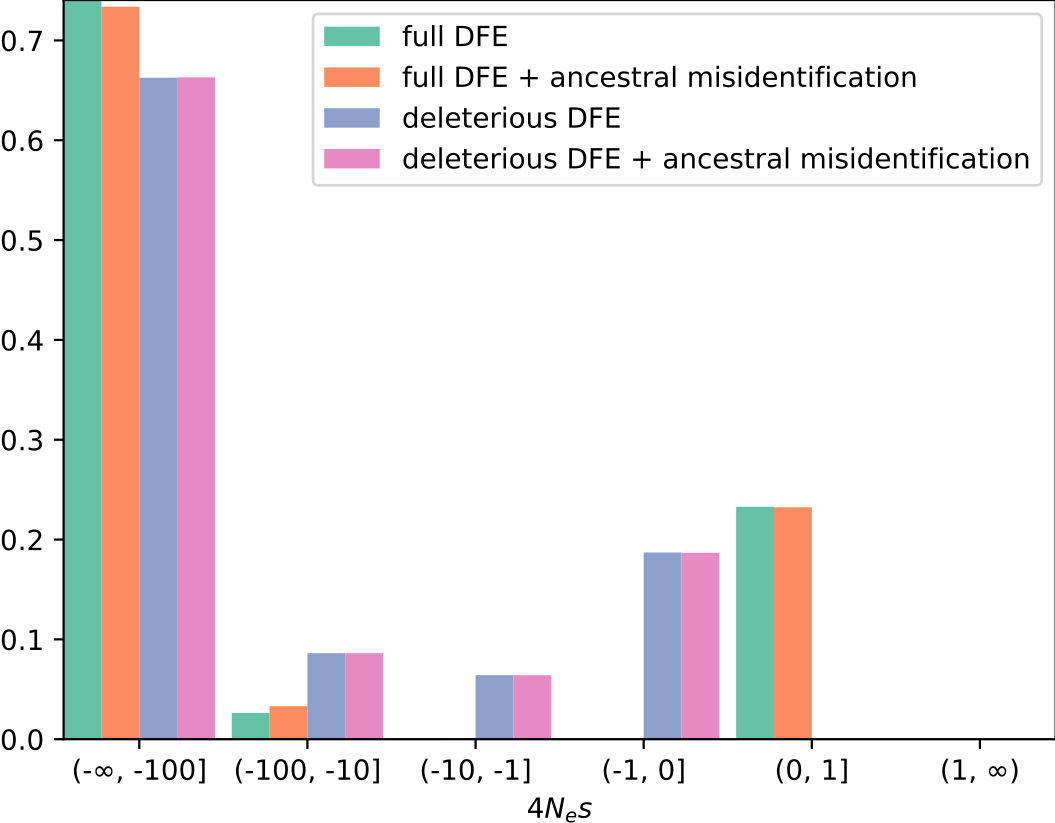 full DFE
full DFE + ancestral misidentification
deleterious DFE
deleterious DFE + ancestral misidentification
0.7
0.6
0.5
0.4
0.3
0.2
0.1
0.0
(-∞, -100] (-100, -10] (-10, -1] (-1, 0] (0, 1] (1, ∞)
4Nₑs